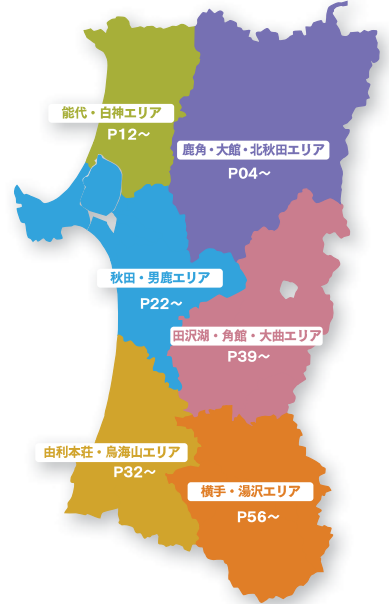 能代・白神エリア
P12～
鹿角・大館・北秋田エリア
P04～
秋田・男鹿エリア
P22～
田沢湖・角館・大曲エリア
P39～
由利本荘・鳥海山エリア
P32～
横手・湯沢エリア
P56～